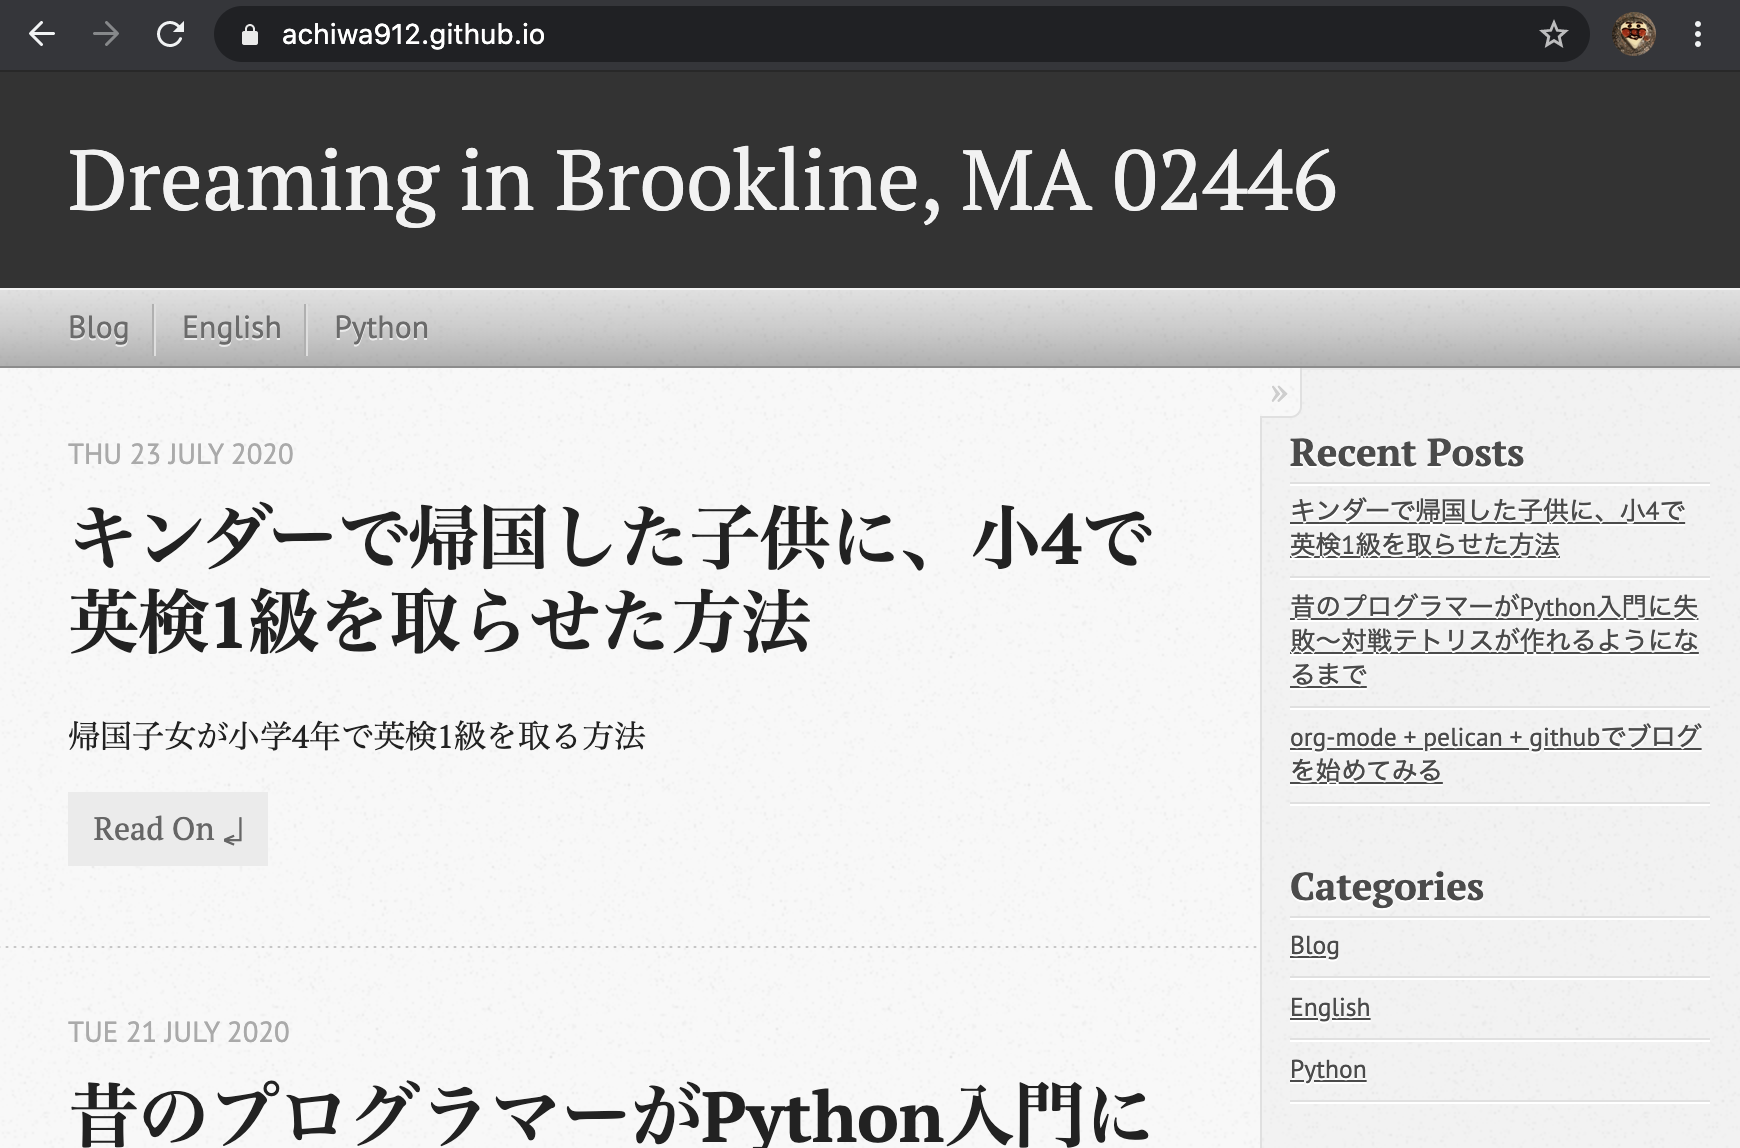 achiwa912.github.io
Dreaming in Brookline, MA 02446
Blog
English
Python
THU 23 JULY 2020
キンダーで帰国した子供に、小4で
英検1級を取らせた方法
帰国子女が小学4年で英検1級を取る方法
Read On ↲
TUE 21 JULY 2020
昔のプログラマーがPython入門に
»
Recent Posts
キンダーで帰国した子供に、小4で
英検1級を取らせた方法
昔のプログラマーがPython入門に失
敗〜対戦テトリスが作れるようにな
るまで
org-mode + pelican + githubでブログ
を始めてみる
Categories
Blog
English
Python